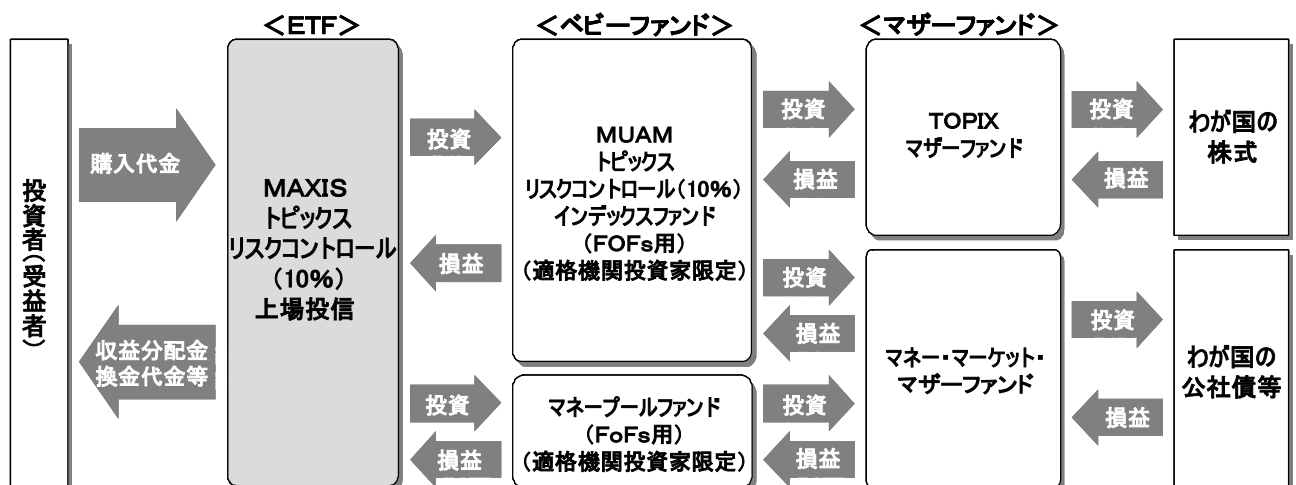 ＜ETF＞
＜ベビーファンド＞
＜マザーファンド＞
投資者（受益者）
購入代金
収益分配金
換金代金等
MAXIS
トピックス
リスクコントロール
（10％）
上場投信
投資
損益
投資
損益
MUAM
トピックス
リスクコントロール（10％）
インデックスファンド
（FOFs用）
（適格機関投資家限定）
マネープールファンド
（FoFs用）
（適格機関投資家限定）
投資
損益
投資
損益
投資
損益
TOPIX
マザーファンド
マネー・マーケット・
マザーファンド
投資
損益
投資
損益
わが国の
株式
わが国の
公社債等